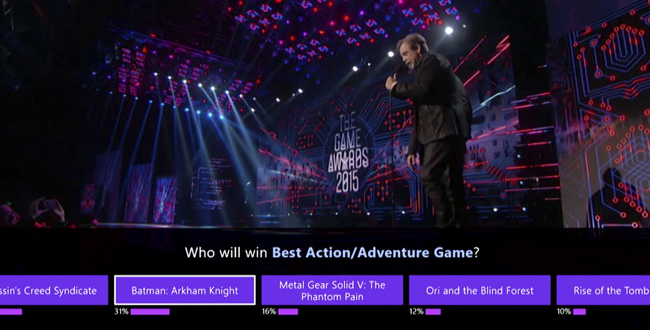 THE
GAME
AWARDS
2015
Who will win Best Action/Adventure Game?
ssin's Creed Syndicate
Batman: Arkham Knight
31%
Metal Gear Solid V: The
Phantom Pain
16%
Ori and the Blind Forest
12%
Rise of the Tomb
10%